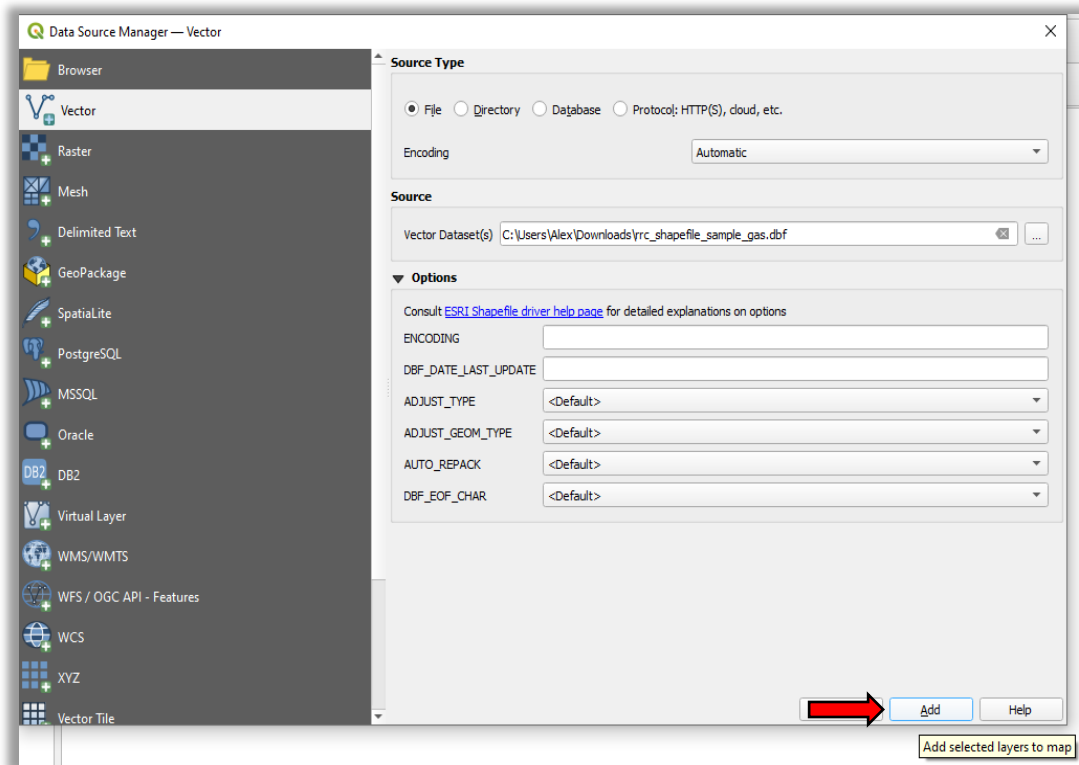 Data Source Manager — Vector
Browser
Vector
Raster
Mesh
Delimited Text
GeoPackage
SpatiaLite
PostgreSQL
MSSQL
Oracle
DB2 DB2
Virtual Layer
WMS/WMTS
WFS / OGC API - Features
WCS
XYZ
Vector Tile
Source Type
File Directory Database Protocol: HTTP(S), cloud, etc.
Encoding Automatic
Source
Vector Dataset(s) C:\Users\Alex\Downloads\rrc_shapefile_sample_gas.dbf ...
Options
Consult ESRI Shapefile driver help page for detailed explanations on options
ENCODING
DBF_DATE_LAST_UPDATE
ADJUST_TYPE <Default>
ADJUST_GEOM_TYPE <Default>
AUTO_REPACK <Default>
DBF_EOF_CHAR <Default>
Add Help
Add selected layers to map